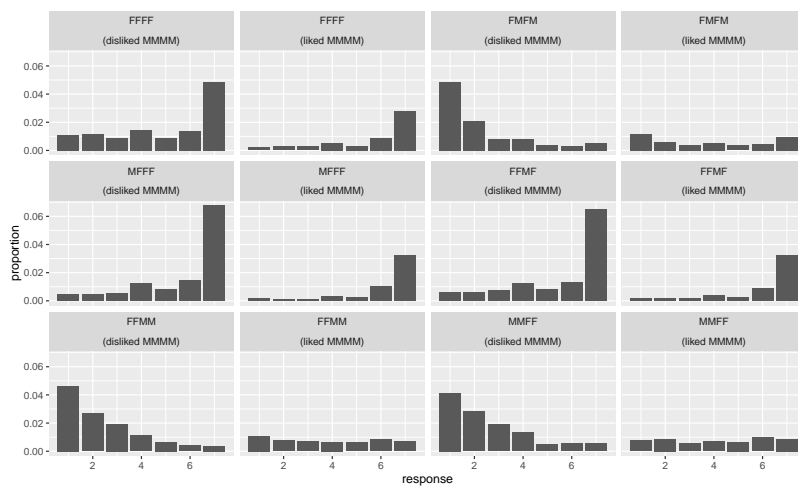 FFFF
(disliked MMMM)
FFFF
(liked MMMM)
FMFM
(disliked MMMM)
FMFM
(liked MMMM)
0.06
0.04
0.02
0.00
MFFF
(disliked MMMM)
MFFF
(liked MMMM)
FFMF
(disliked MMMM)
FFMF
(liked MMMM)
proportion
0.06
0.04
0.02
0.00
FFMM
(disliked MMMM)
FFMM
(liked MMMM)
MMFF
(disliked MMMM)
MMFF
(liked MMMM)
0.06
0.04
0.02
0.00
2 4 6 2 4 6 2 4 6 2 4 6
response